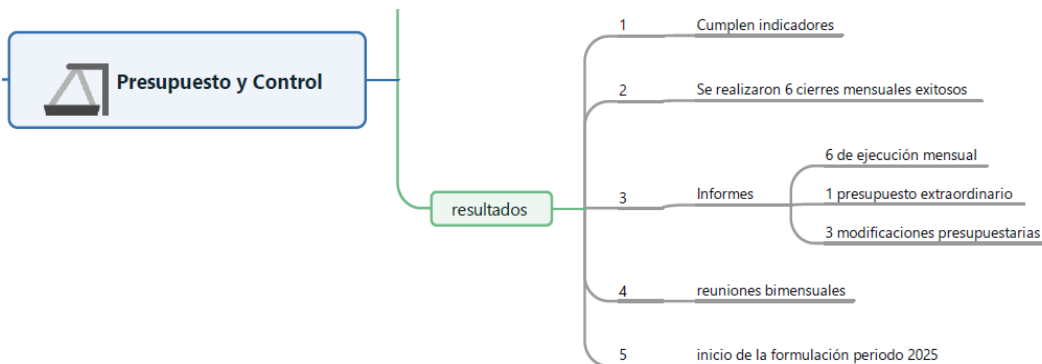 Presupuesto y Control
resultados
1 Cumplen indicadores
2 Se realizaron 6 cierres mensuales exitosos
3 Informes
6 de ejecución mensual
1 presupuesto extraordinario
3 modificaciones presupuestarias
4 reuniones bimensuales
5 inicio de la formulación periodo 2025